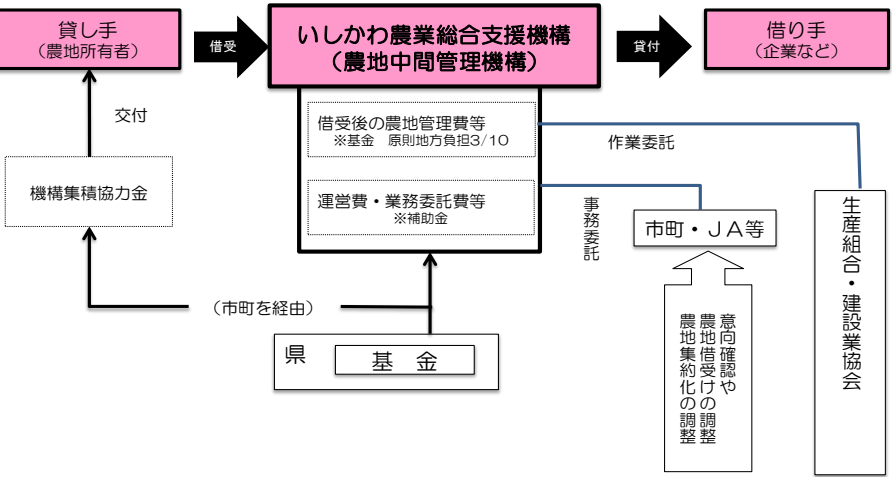 貸し手
（農地所有者）
借受
いしかわ農業総合支援機構
（農地中間管理機構）
貸付
借り手
（企業など）
交付
借受後の農地管理費等
※基金　原則地方負担3/10
作業委託
機構集積協力金
運営費・業務委託費等
※補助金
事務委託
市町・ＪＡ等
生産組合・建設業協会
（市町を経由）
意向確認や
農地借受けの調整
農地集約化の調整
県
基　金